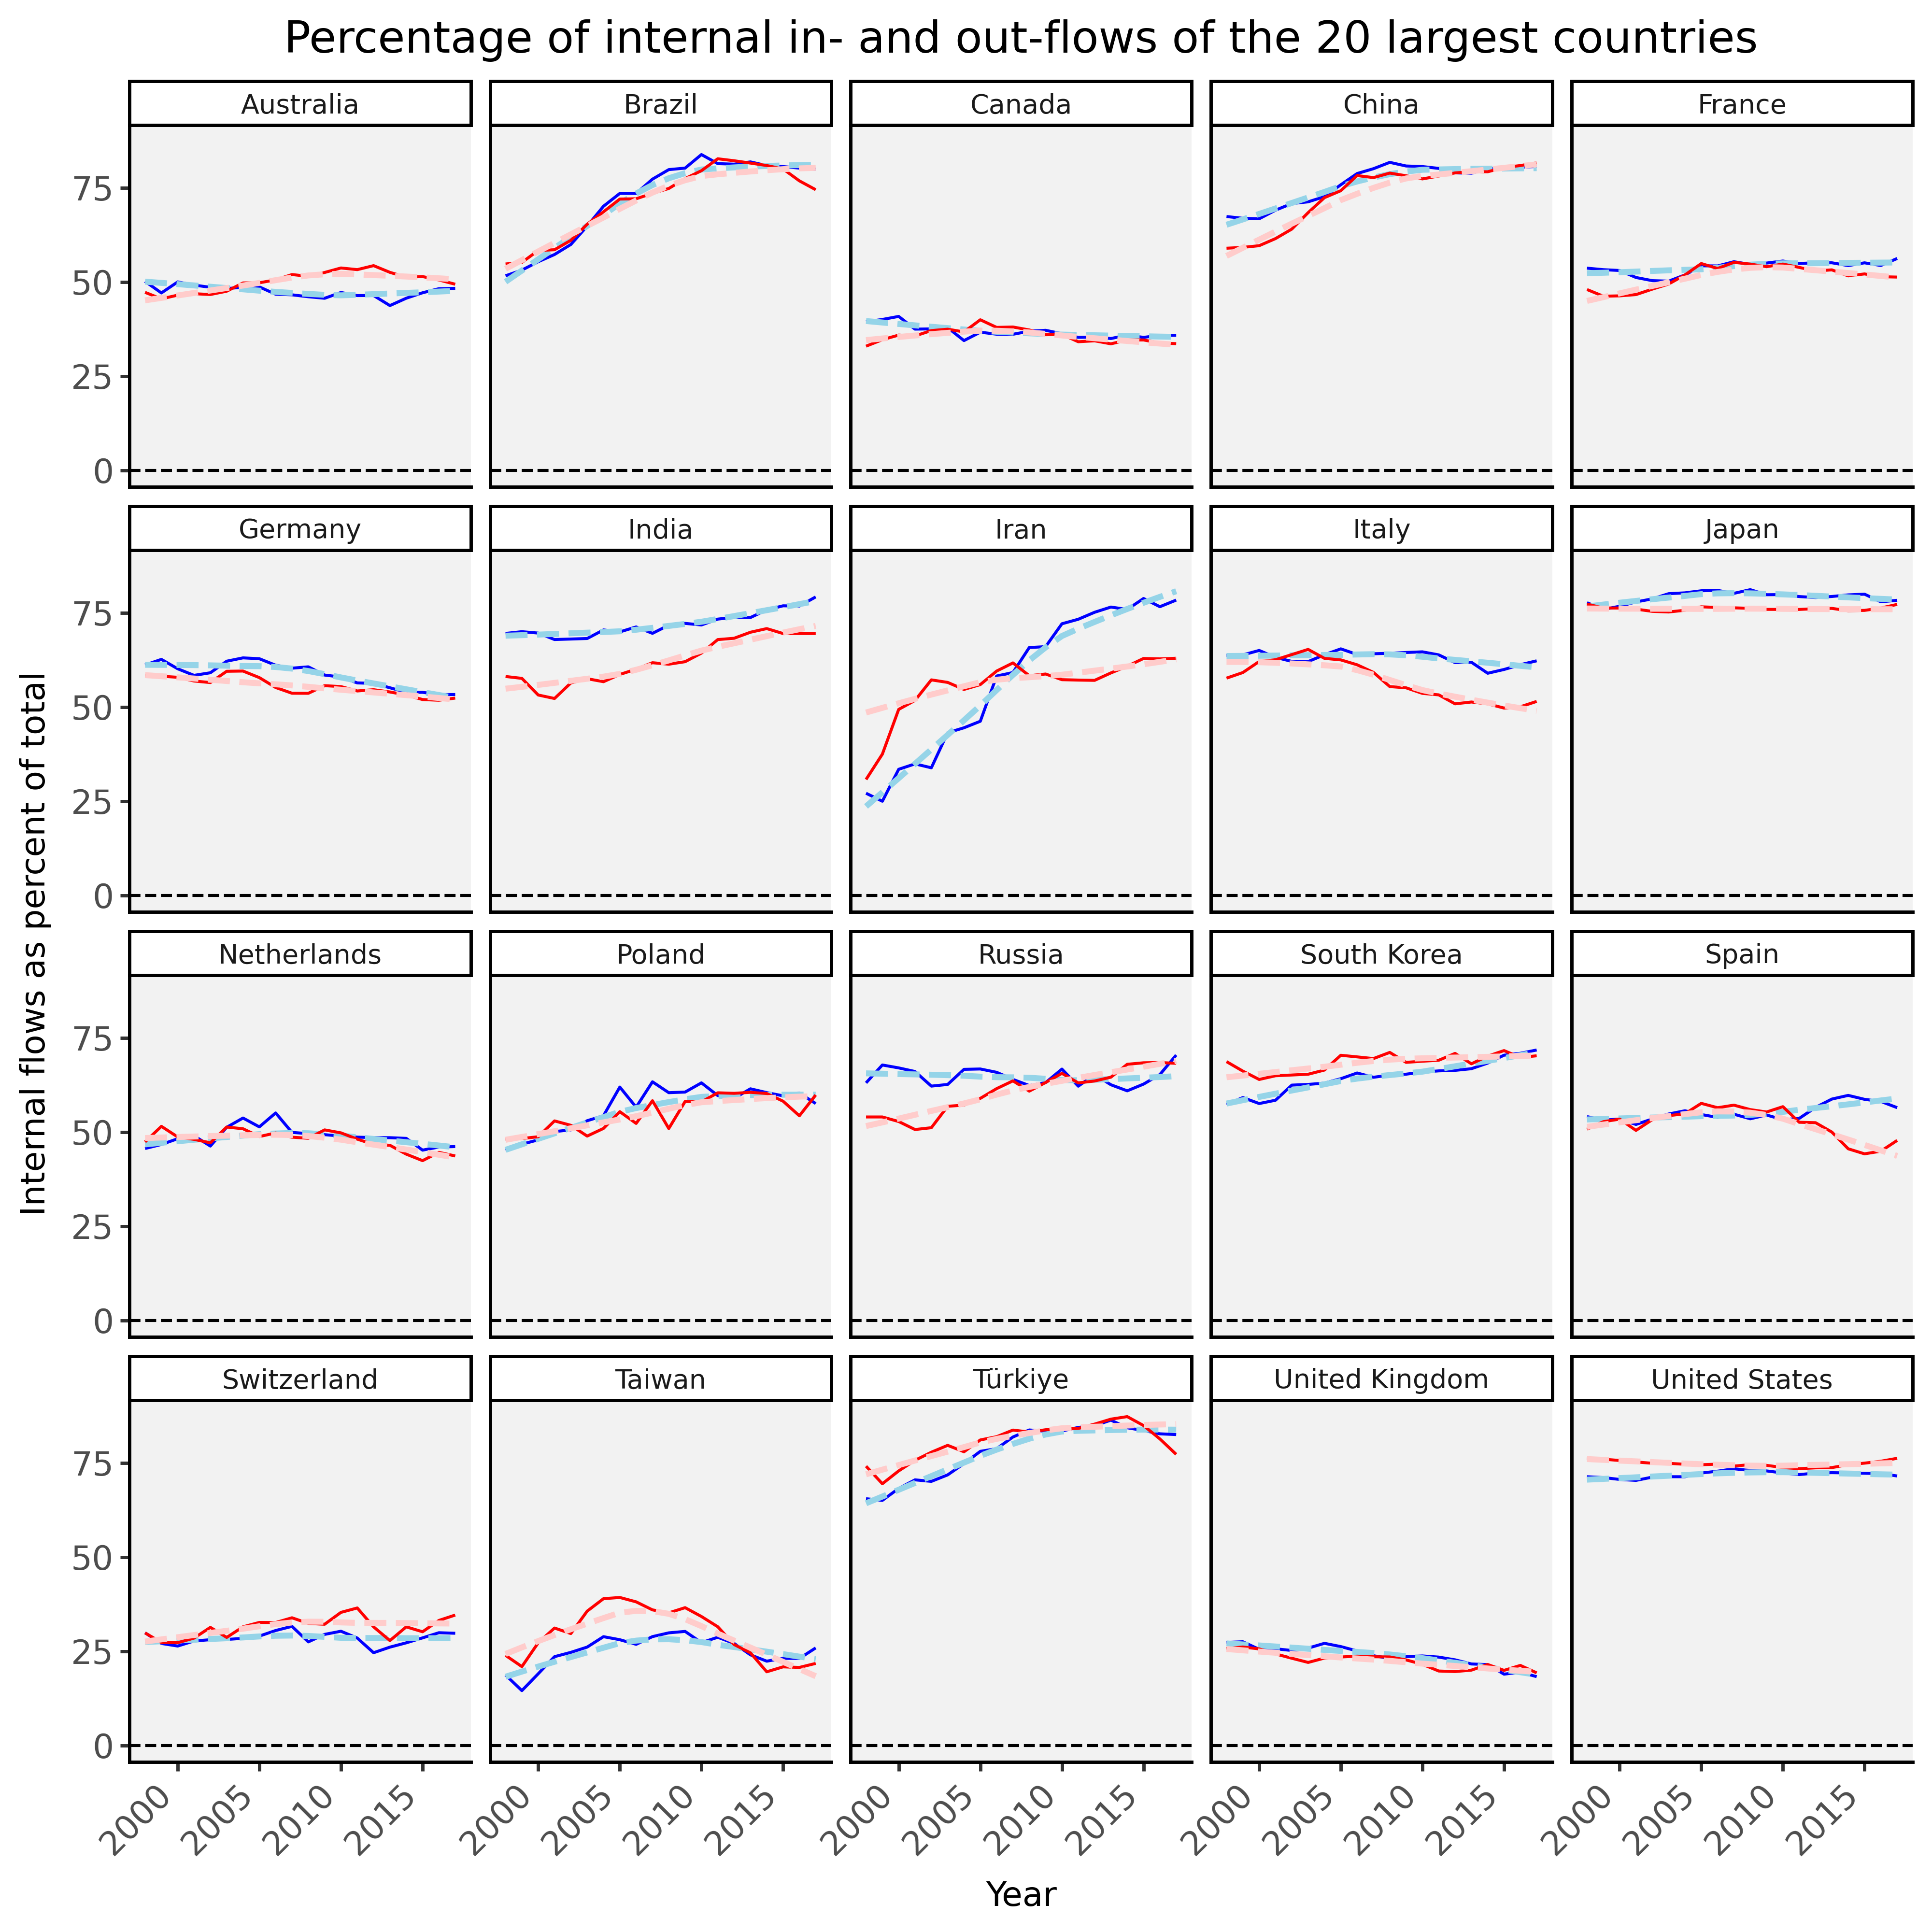 Percentage of internal in- and out-flows of the 20 largest countries
Internal flows as percent of total
Australia
Brazil
Canada
China
France
75
50
25
0
Germany
India
Iran
Italy
Japan
75
50
25
0
Netherlands
Poland
Russia
South Korea
Spain
75
50
25
0
Switzerland
Taiwan
Türkiye
United Kingdom
United States
75
50
25
0
2000 2005 2010 2015
2000 2005 2010 2015
2000 2005 2010 2015
2000 2005 2010 2015
2000 2005 2010 2015
Year